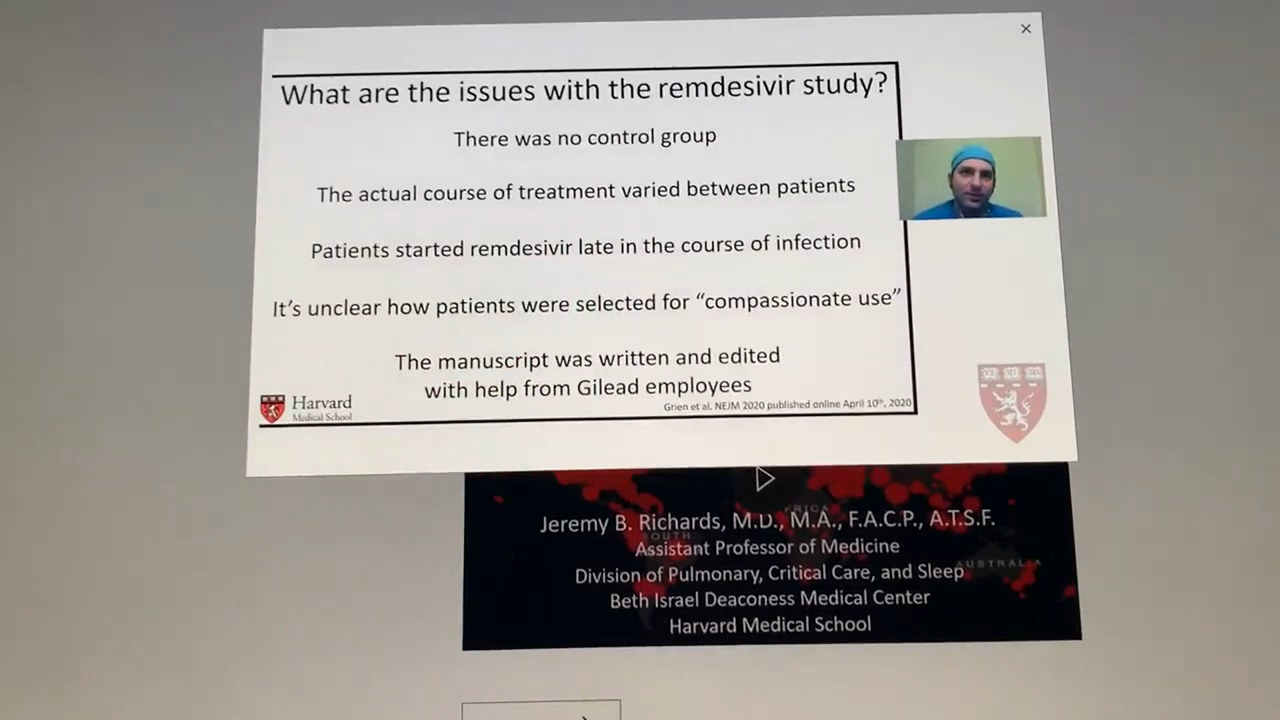 What are the issues with the remdesivir study?
There was no control group
The actual course of treatment varied between patients
Patients started remdesivir late in the course of infection
It's unclear how patients were selected for “compassionate use”
The manuscript was written and edited
with help from Gilead employees
Grien et al. NEJM 2020 published online April 10th, 2020
Harvard
Medical School
Jeremy B. Richards, M.D., M.A., F.A.C.P., A.T.S.F.
SOUTH
AFRICA
Assistant Professor of Medicine
Division of Pulmonary, Critical Care, and Sleep
AUSTRALIA
Beth Israel Deaconess Medical Center
Harvard Medical School